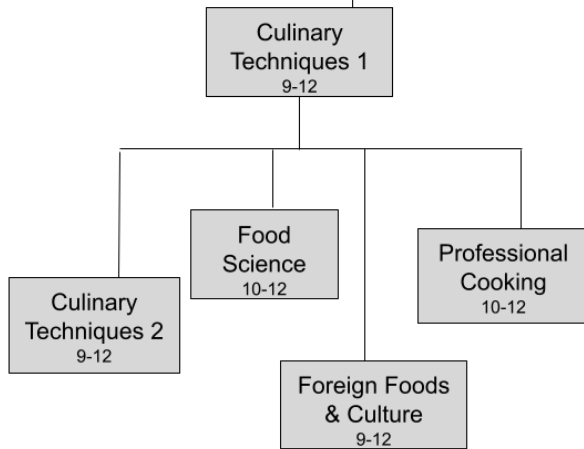 Culinary
Techniques 1
9-12
Food
Science
10-12
Professional
Cooking
10-12
Culinary
Techniques 2
9-12
Foreign Foods
& Culture
9-12